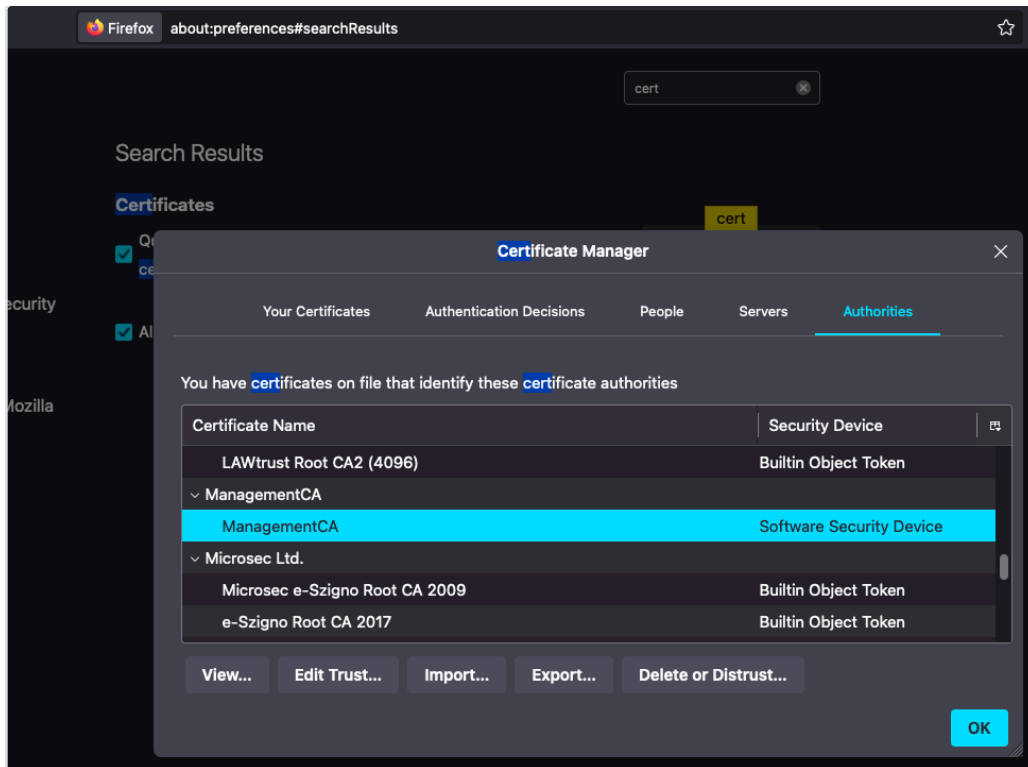 Firefox about:preferences#searchResults
cert
Search Results
Certificates
cert
Qu
Certificate Manager
ce
ecurity
Your Certificates Authentication Decisions People Servers Authorities
Al
You have certificates on file that identify these certificate authorities
Mozilla
Certificate Name Security Device
LAWtrust Root CA2 (4096) Builtin Object Token
ManagementCA
ManagementCA Software Security Device
Microsec Ltd.
Microsec e-Szigno Root CA 2009 Builtin Object Token
e-Szigno Root CA 2017 Builtin Object Token
View... Edit Trust... Import... Export... Delete or Distrust...
OK